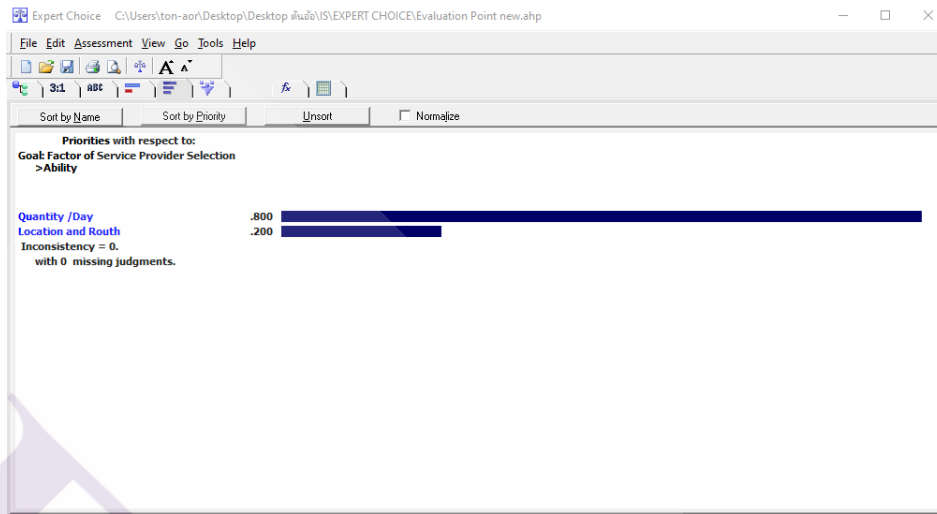 Expert Choice C:\Users\ton-aor\Desktop\Desktop ต้นอ้อ\IS\EXPERT CHOICE\Evaluation Point new.ahp
File Edit Assessment View Go Tools Help
A A
3:1 ABC fx
Sort by Name Sort by Priority Unsort Normalize
Priorities with respect to:
Goal: Factor of Service Provider Selection
>Ability
Quantity /Day .800
Location and Routh .200
Inconsistency = 0.
with 0 missing judgments.